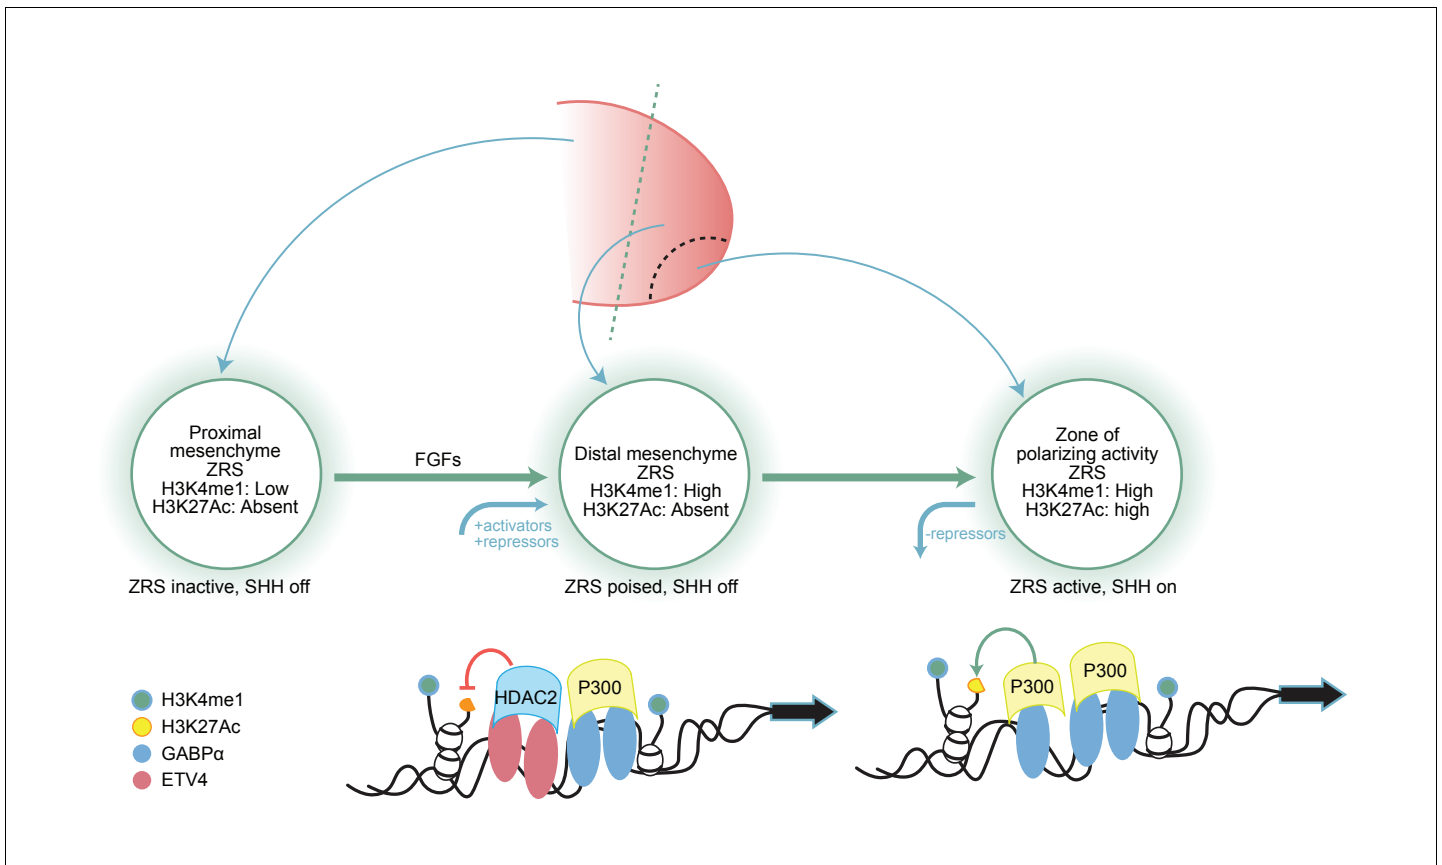 Proximal
mesenchyme
ZRS
H3K4me1: Low
H3K27Ac: Absent
FGFs
+activators
+repressors
Distal mesenchyme
ZRS
H3K4me1: High
H3K27Ac: Absent
-repressors
Zone of
polarizing activity
ZRS
H3K4me1: High
H3K27Ac: high
ZRS inactive, SHH off
ZRS poised, SHH off
ZRS active, SHH on
H3K4me1
H3K27Ac
GABPα
ETV4
HDAC2
P300
P300
P300